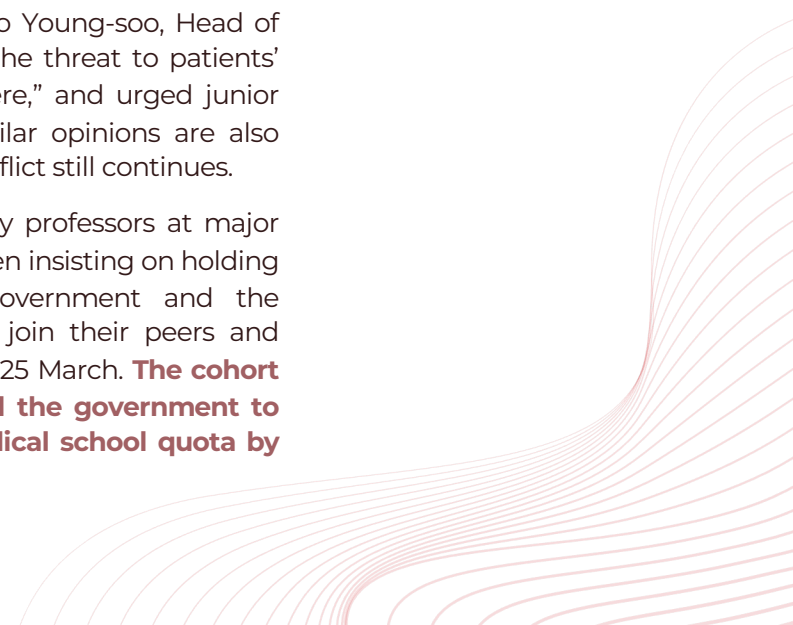 Young-soo, Head of
he threat to patients’
ere,” and urged junior
ilar opinions are also
flict still continues.
y professors at major
en insisting on holding
overnment and the
join their peers and
25 March. The cohort
the government to
lical school quota by